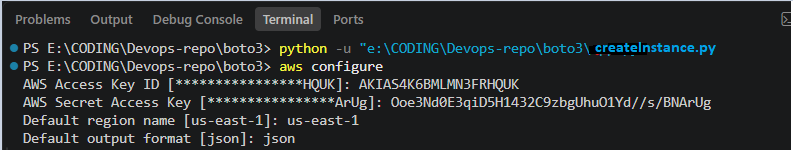 Problems Output Debug Console Terminal Ports
PS E:\CODING\Devops-repo\boto3> python -u "e:\CODING\Devops-repo\boto3\createInstance.py
PS E:\CODING\Devops-repo\boto3> aws configure
AWS Access Key ID [****************HQUK]: AKIAS4K6BMLMN3FRHQUK
AWS Secret Access Key [****************ArUg]: 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
Default region name [us-east-1]: us-east-1
Default output format [json]: json